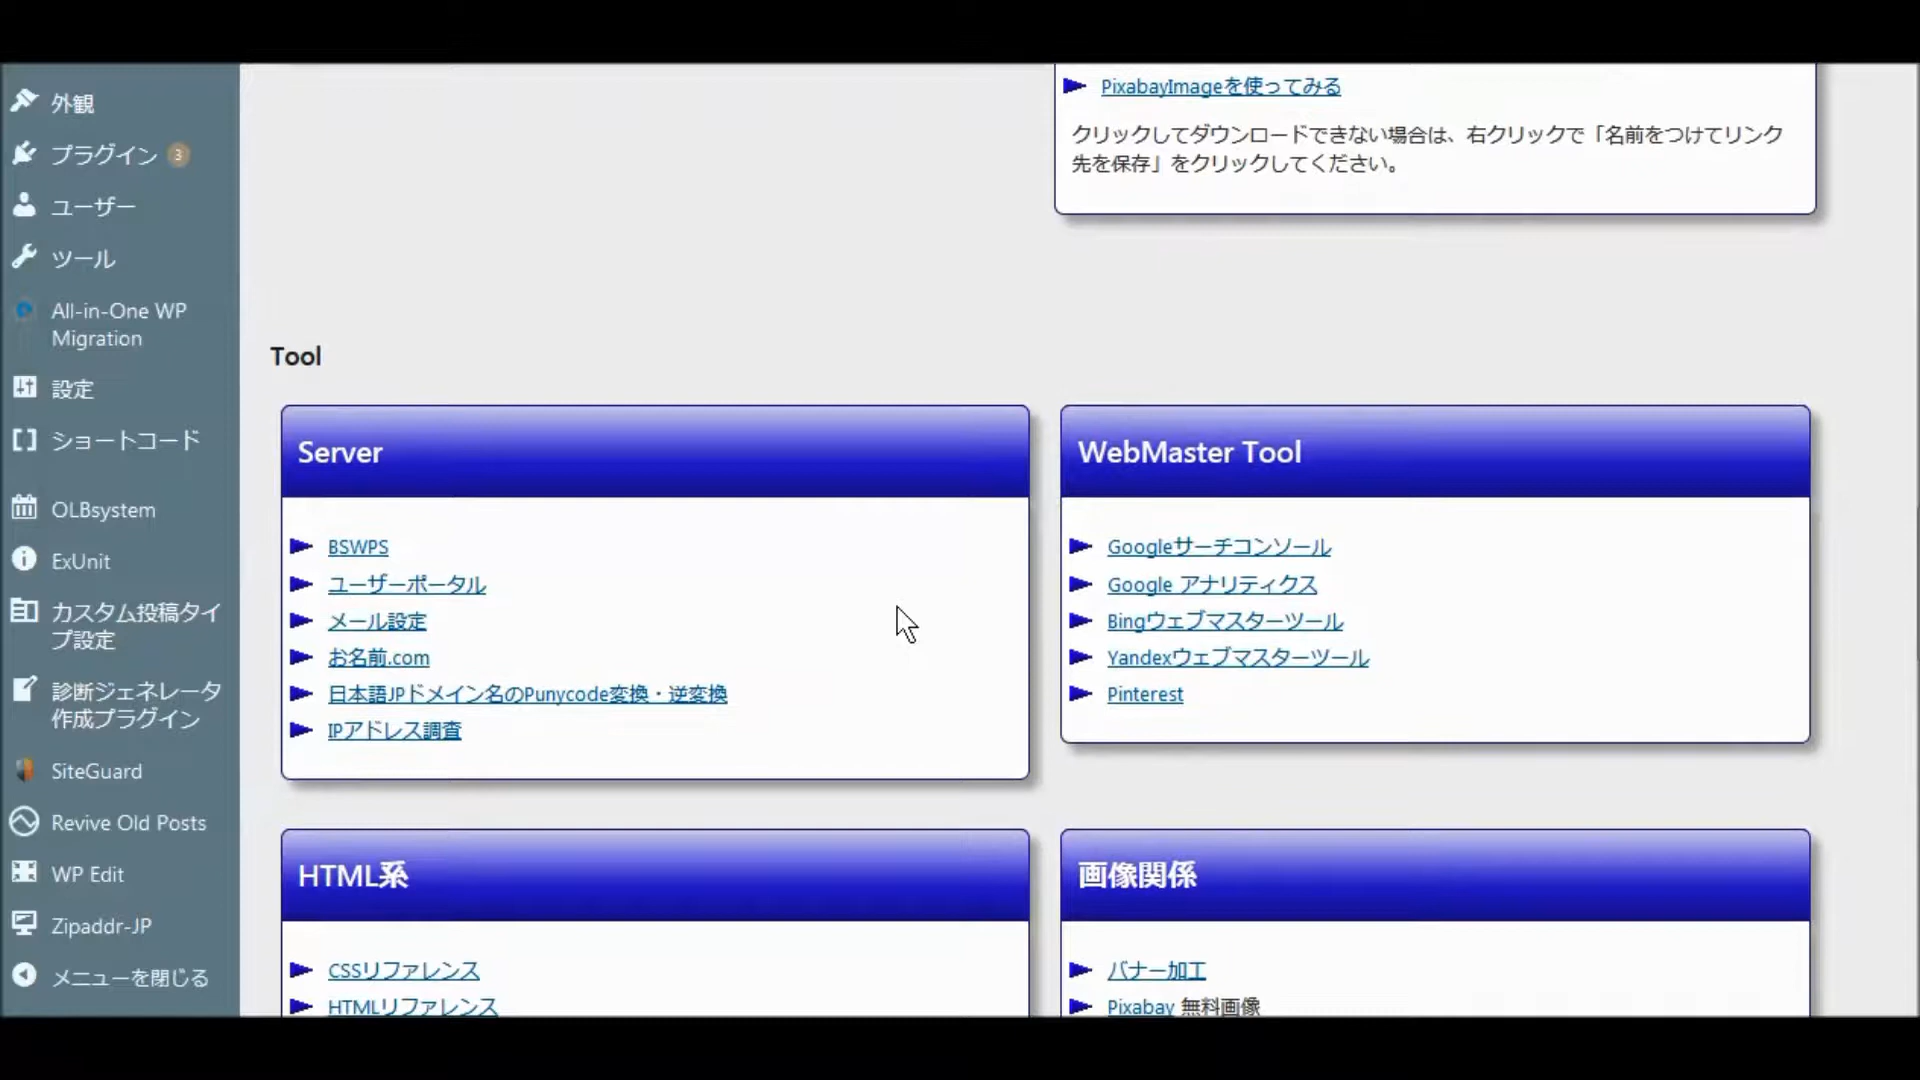 外観
プラグイン 3
ユーザー
ツール
All-in-One WP
Migration
設定
ショートコード
OLBsystem
ExUnit
カスタム投稿タイ
プ設定
診断ジェネレータ
作成プラグイン
SiteGuard
Revive Old Posts
WP Edit
Zipaddr-JP
メニューを閉じる
PixabayImageを使ってみる
クリックしてダウンロードできない場合は、右クリックで「名前をつけてリンク
先を保存」をクリックしてください。
Tool
Server
BSWPS
ユーザーポータル
メール設定
お名前.com
日本語JPドメイン名のPunycode変換・逆変換
IPアドレス調査
WebMaster Tool
Googleサーチコンソール
Google アナリティクス
Bingウェブマスターツール
Yandexウェブマスターツール
Pinterest
HTML系
CSSリファレンス
HTMLリファレンス
画像関係
バナー加工
Pixabay 無料画像